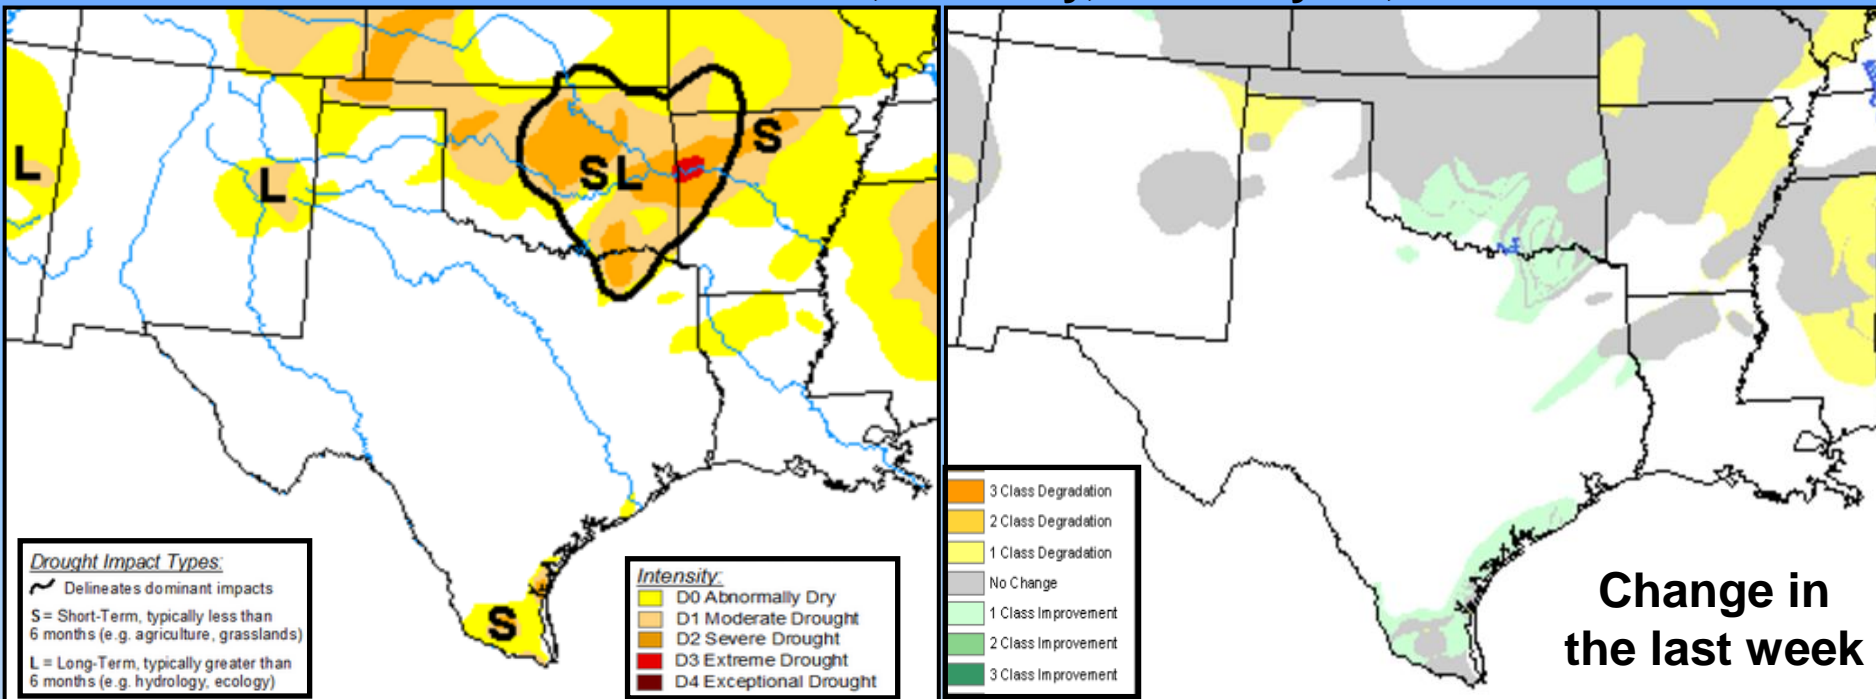 L
L
S L
S
S
Drought Impact Types:
Delineates dominant impacts
S = Short-Term, typically less than
6 months (e.g. agriculture, grasslands)
L = Long-Term, typically greater than
6 months (e.g. hydrology, ecology)
Intensity:
D0 Abnormally Dry
D1 Moderate Drought
D2 Severe Drought
D3 Extreme Drought
D4 Exceptional Drought
3 Class Degradation
2 Class Degradation
1 Class Degradation
No Change
1 Class Improvement
2 Class Improvement
3 Class Improvement
Change in
the last week